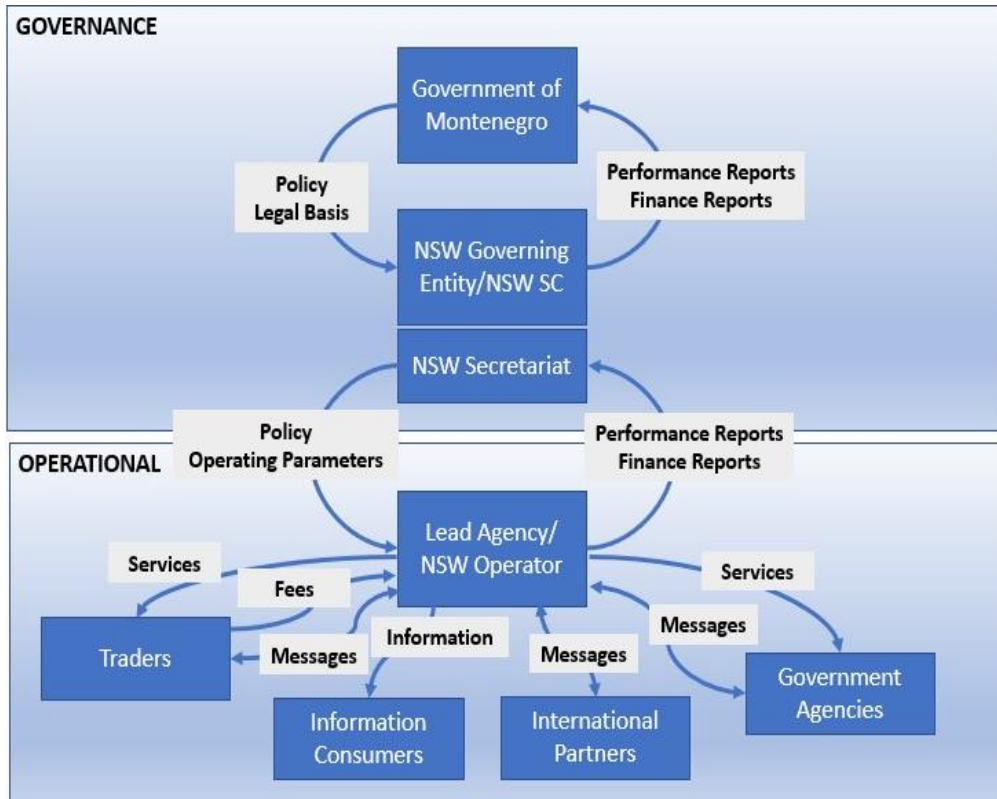 GOVERNANCE
Government of
Montenegro
Policy
Legal Basis
Performance Reports
Finance Reports
NSW Governing
Entity/NSW SC
NSW Secretariat
Policy
Operating Parameters
Performance Reports
Finance Reports
OPERATIONAL
Lead Agency/
NSW Operator
Services
Fees
Services
Messages
Information
Messages
Messages
Traders
Information
Consumers
International
Partners
Government
Agencies